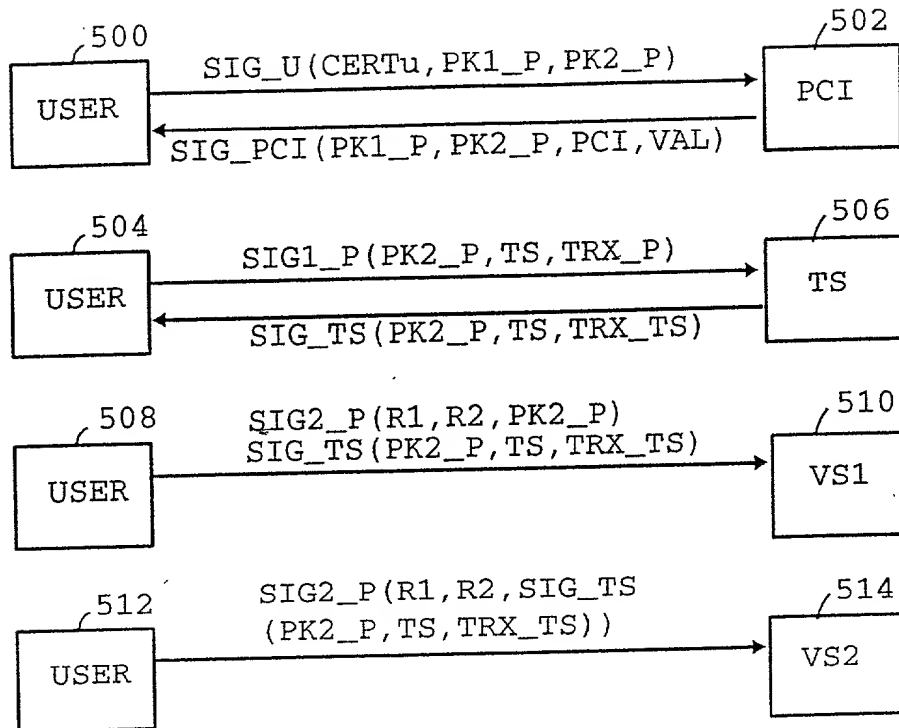 500
502
USER
SIG_U(CERTu,PK1_P,PK2_P)
PCI
SIG_PCI(PK1_P,PK2_P,PCI,VAL)
504
506
USER
SIG1_P(PK2_P,TS,TRX_P)
TS
SIG_TS(PK2_P,TS,TRX_TS)
508
510
USER
SIG2_P(R1,R2,PK2_P)
SIG_TS(PK2_P,TS,TRX_TS)
VS1
512
514
USER
SIG2_P(R1,R2,SIG_TS
(PK2_P,TS,TRX_TS))
VS2